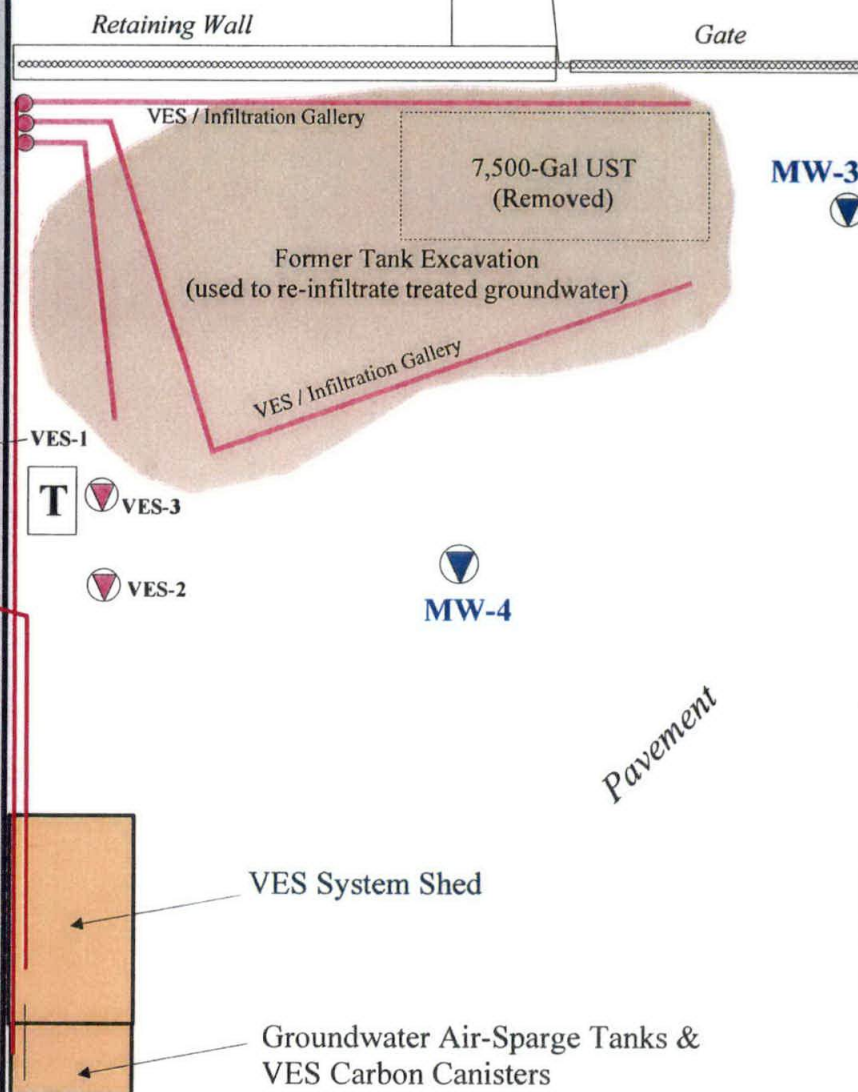 Retaining Wall
Gate
VES / Infiltration Gallery
7,500-Gal UST
(Removed)
MW-3
Former Tank Excavation
(used to re-infiltrate treated groundwater)
VES / Infiltration Gallery
VES-1
T
VES-3
VES-2
MW-4
Pavement
VES System Shed
Groundwater Air-Sparge Tanks &
VES Carbon Canisters